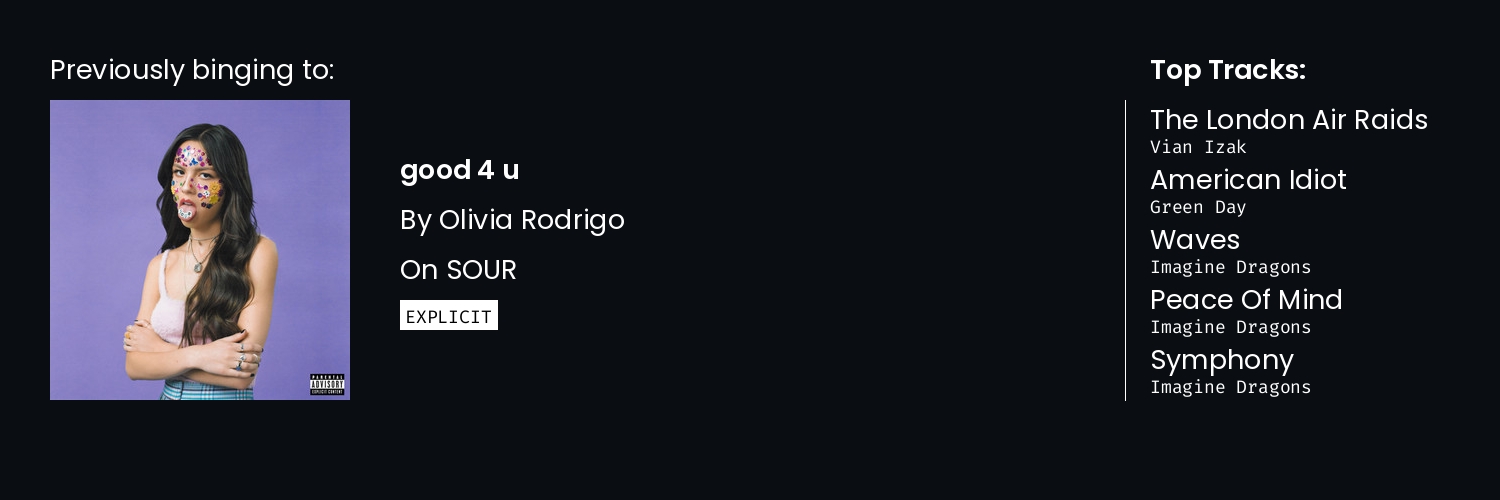 Previously binging to:
good 4 u
By Olivia Rodrigo
On SOUR
EXPLICIT
PARENTAL
ADVISORY
EXPLICIT CONTENT
Top Tracks:
The London Air Raids
Vian Izak
American Idiot
Green Day
Waves
Imagine Dragons
Peace Of Mind
Imagine Dragons
Symphony
Imagine Dragons